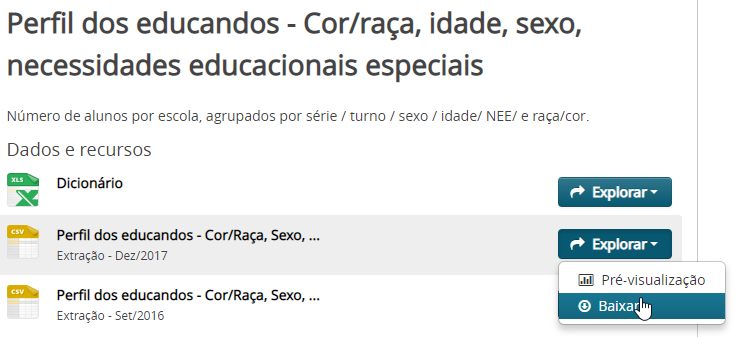 Perfil dos educandos - Cor/raça, idade, sexo,
necessidades educacionais especiais
Número de alunos por escola, agrupados por série / turno / sexo / idade/ NEE/ e raça/cor.
Dados e recursos
XLS
Dicionário
Explorar
CSV
Perfil dos educandos - Cor/Raça, Sexo, ...
Extração - Dez/2017
Explorar
Pré-visualização
Baixar
CSV
Perfil dos educandos - Cor/Raça, Sexo, ...
Extração - Set/2016